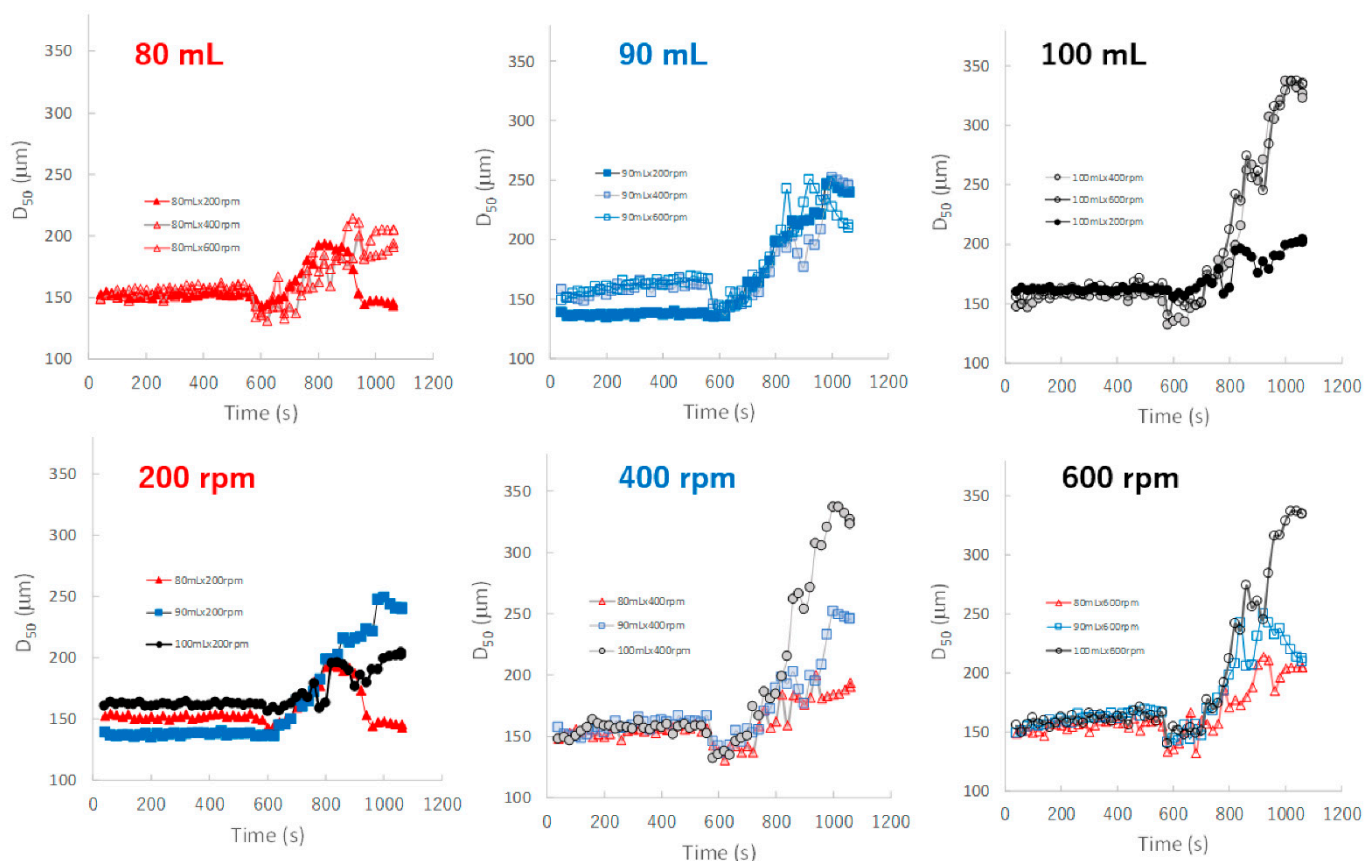 80 mL
350
300
250
200
150
100
D50 (μm)
80mLx200rpm
80mLx400rpm
80mLx600rpm
0 200 400 600 800 1000 1200
Time (s)
90 mL
350
300
250
200
150
100
D50 (μm)
90mLx200rpm
90mLx400rpm
90mLx600rpm
0 200 400 600 800 1000 1200
Time (s)
100 mL
350
300
250
200
150
100
D50 (μm)
100mLx400rpm
100mLx600rpm
100mLx200rpm
0 200 400 600 800 1000 1200
Time (s)
200 rpm
350
300
250
200
150
100
D50 (μm)
80mLx200rpm
90mLx200rpm
100mLx200rpm
0 200 400 600 800 1000 1200
Time (s)
400 rpm
350
300
250
200
150
100
D50 (μm)
80mLx400rpm
90mLx400rpm
100mLx400rpm
0 200 400 600 800 1000 1200
Time (s)
600 rpm
350
300
250
200
150
100
D50 (μm)
80mLx600rpm
90mLx600rpm
100mLx600rpm
0 200 400 600 800 1000 1200
Time (s)